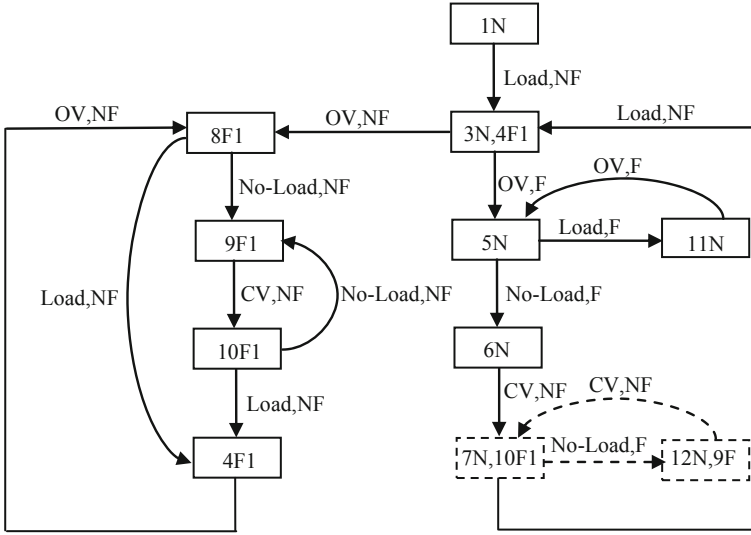 1N
Load,NF
OV,NF
OV,NF
Load,NF
8F1
3N,4F1
No-Load,NF
OV,F
OV,F
9F1
5N
Load,F
11N
Load,NF
CV,NF
No-Load,NF
No-Load,F
10F1
6N
Load,NF
CV,NF
CV,NF
4F1
7N,10F1
No-Load,F
12N,9F